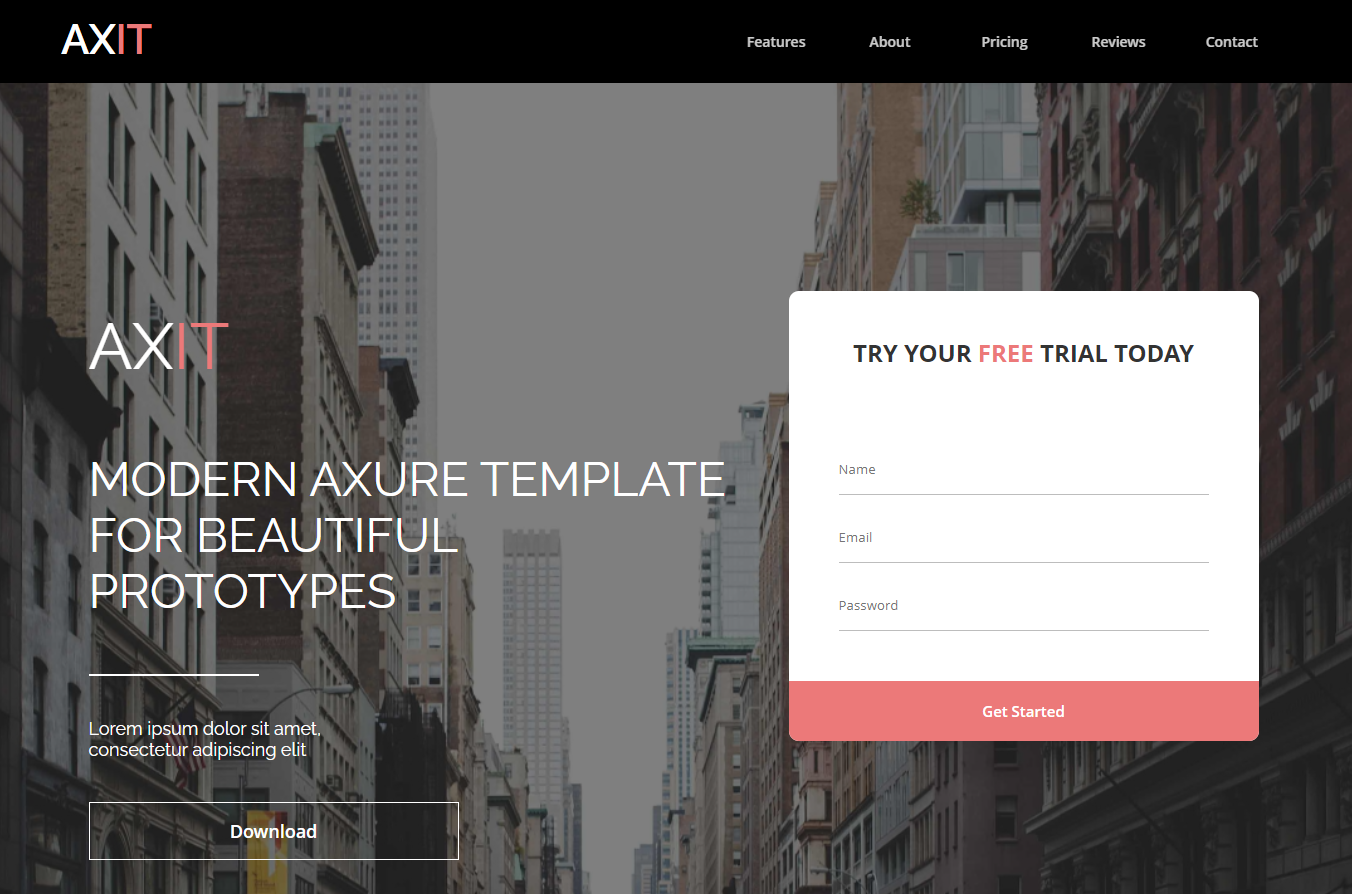 AXIT
Features
About
Pricing
Reviews
Contact
AXIT
MODERN AXURE TEMPLATE
FOR BEAUTIFUL
PROTOTYPES
Lorem ipsum dolor sit amet,
consectetur adipiscing elit
Download
TRY YOUR FREE TRIAL TODAY
Name
Email
Password
Get Started